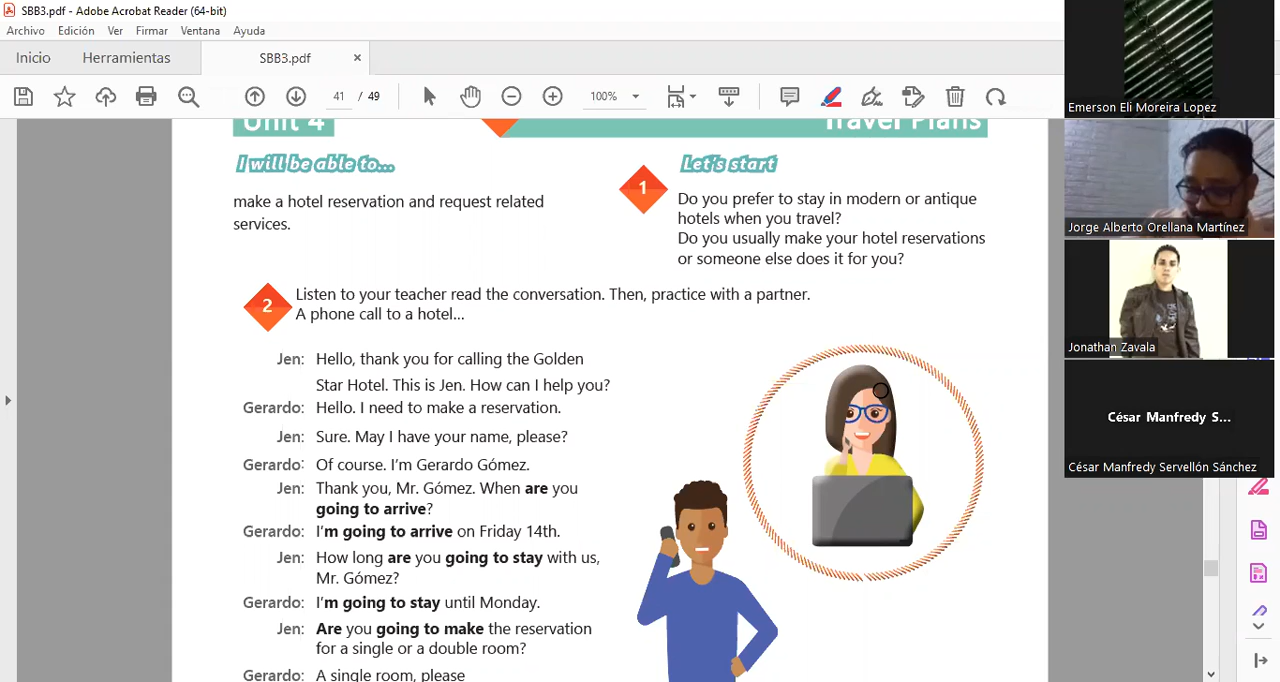 SBB3.pdf - Adobe Acrobat Reader (64-bit)
Archivo Edición Ver Firmar Ventana Ayuda
Inicio Herramientas SBB3.pdf ×
41 / 49 100%
Unit 4 Travel Plans
I will be able to...
make a hotel reservation and request related
services.
Let's start
1
Do you prefer to stay in modern or antique
hotels when you travel?
Do you usually make your hotel reservations
or someone else does it for you?
2
Listen to your teacher read the conversation. Then, practice with a partner.
A phone call to a hotel...
Jen: Hello, thank you for calling the Golden
Star Hotel. This is Jen. How can I help you?
Gerardo: Hello. I need to make a reservation.
Jen: Sure. May I have your name, please?
Gerardo: Of course. I'm Gerardo Gómez.
Jen: Thank you, Mr. Gómez. When are you
going to arrive?
Gerardo: I'm going to arrive on Friday 14th.
Jen: How long are you going to stay with us,
Mr. Gómez?
Gerardo: I'm going to stay until Monday.
Jen: Are you going to make the reservation
for a single or a double room?
Gerardo: A single room, please
Emerson Eli Moreira Lopez
Jorge Alberto Orellana Martínez
Jonathan Zavala
César Manfredy S...
César Manfredy Servellón Sánchez